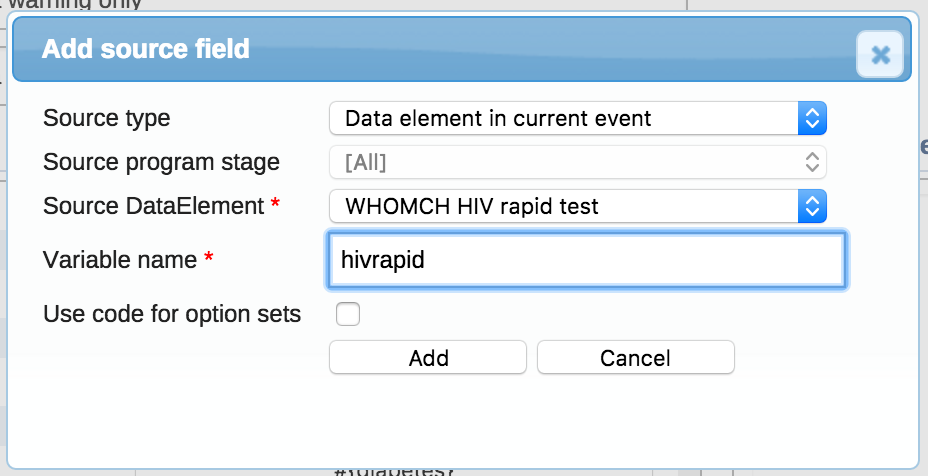 warning only
Add source field
Source type Data element in current event
Source program stage [All]
Source DataElement * WHOMCH HIV rapid test
Variable name * hivrapid
Use code for option sets
Add Cancel
#{diabetes}